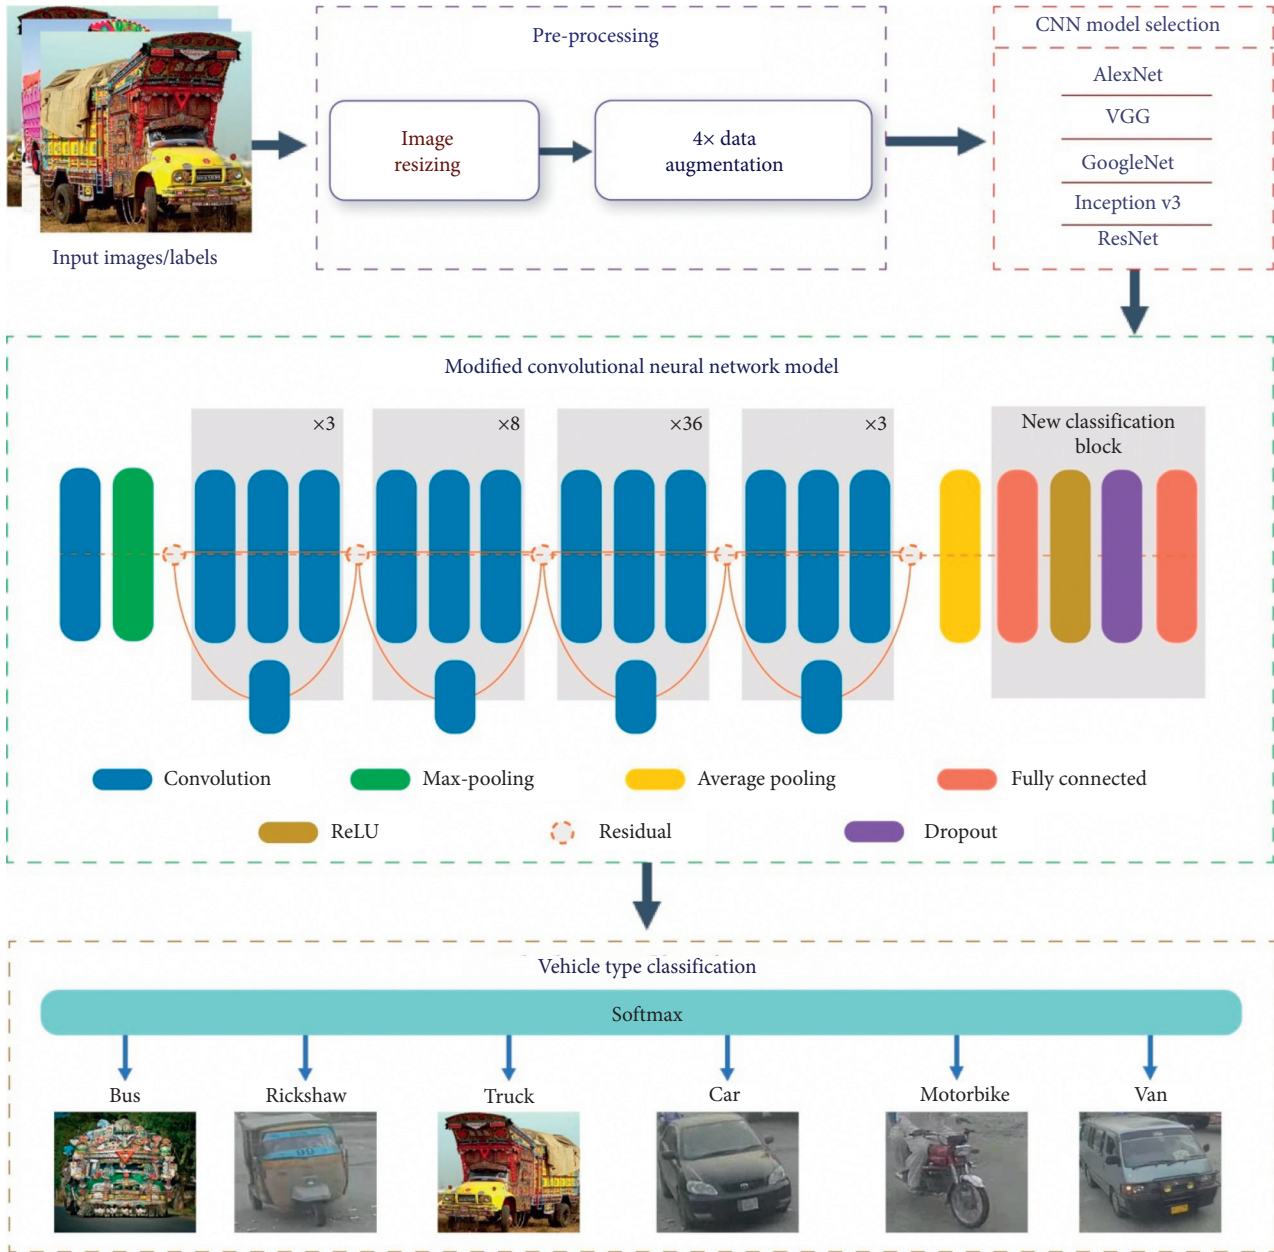 Pre-processing
CNN model selection
Image
resizing
4× data
augmentation
AlexNet
VGG
GoogleNet
Inception v3
ResNet
Input images/labels
Modified convolutional neural network model
×3
×8
×36
×3
New classification
block
Convolution
Max-pooling
Average pooling
Fully connected
ReLU
Residual
Dropout
Vehicle type classification
Softmax
Bus
Rickshaw
Truck
Car
Motorbike
Van